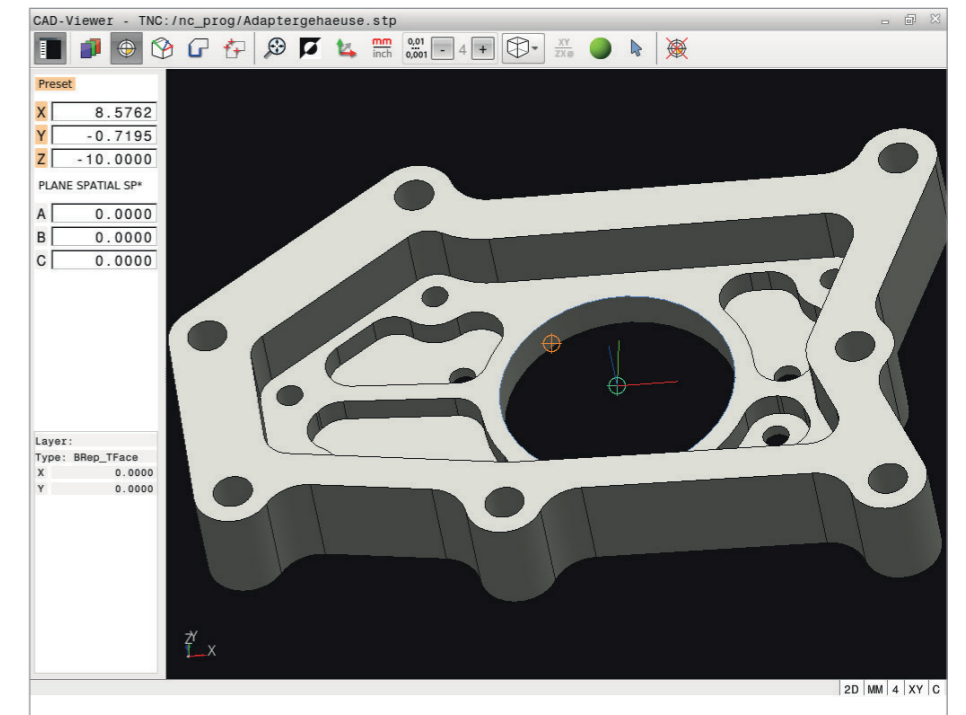 CAD-Viewer - TNC:/nc_prog/Adaptergehaeuse.stp
mm
inch
0,01
0,001
- 4 +
XY
ZX
Preset
X 8.5762
Y -0.7195
Z -10.0000
PLANE SPATIAL SP*
A 0.0000
B 0.0000
C 0.0000
Layer:
Type: BRep_TFace
X 0.0000
Y 0.0000
ZY
X
2D MM 4 XY C